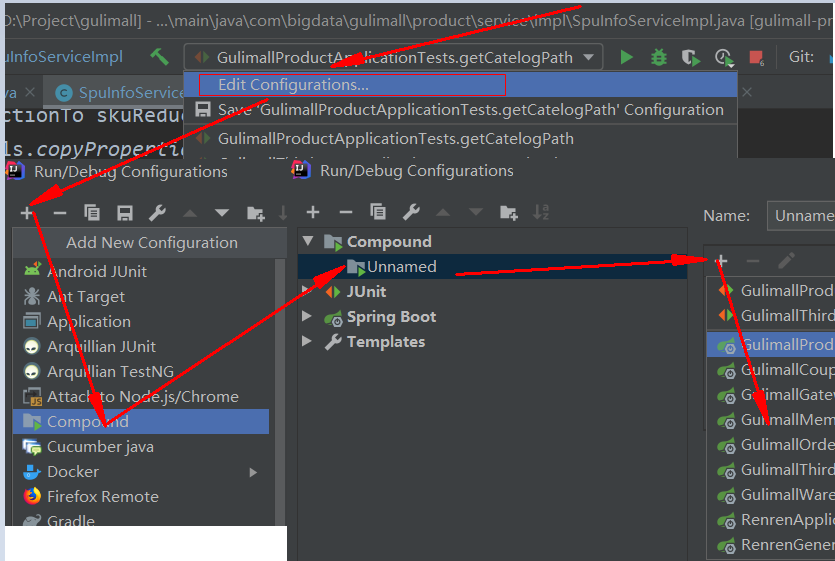 D:\Project\gulimall] - ...\main\java\com\bigdata\gulimall\product\service\impl\SpuInfoServiceImpl.java [gulimall-pr
uInfoServiceImpl
GulimallProductApplicationTests.getCatelogPath
Git:
va
SpuInfoService
Edit Configurations...
Save 'GulimallProductApplicationTests.getCatelogPath' Configuration
ctionTo skuRedu
ls.copyProperti
GulimallProductApplicationTests.getCatelogPath
Run/Debug Configurations
Add New Configuration
Android JUnit
Ant Target
Application
Arquillian JUnit
Arquillian TestNG
Attach to Node.js/Chrome
Compound
Cucumber java
Docker
Firefox Remote
Gradle
Run/Debug Configurations
Compound
Unnamed
JUnit
Spring Boot
Templates
Name:
Unname
GulimallProd
GulimallThird
GulimallProd
GulimallCoup
GulimallGatew
GulimallMem
GulimallOrde
GulimallThird
GulimallWare
RenrenApplic
RenrenGener